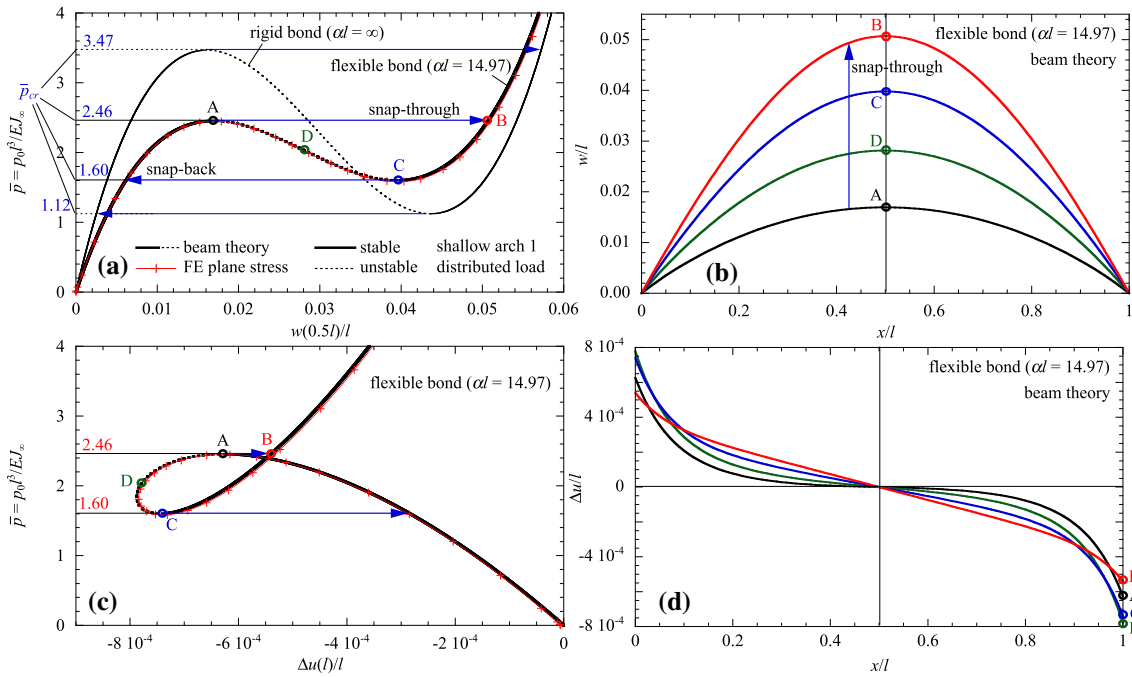 4
3.47
rigid bond (αl = ∞)
flexible bond (αl = 14.97)
3
p̄cr
2.46
A
snap-through
B
p̄ = p₀l³/EJ∞
2
D
1.60
snap-back
C
1.12
1
beam theory
stable
shallow arch 1
(a)
FE plane stress
unstable
distributed load
0
0 0.01 0.02 0.03 0.04 0.05 0.06
w(0.5l)/l
0.05
B
flexible bond (αl = 14.97)
beam theory
snap-through
0.04
C
w/l
0.03
D
0.02
A
0.01
(b)
0.00
0 0.2 0.4 0.6 0.8 1
x/l
4
flexible bond (αl = 14.97)
3
2.46
A
B
p̄ = p₀l³/EJ∞
2
D
1.60
C
1
(c)
0
-8 10⁻⁴ -6 10⁻⁴ -4 10⁻⁴ -2 10⁻⁴ 0
Δu(l)/l
8 10⁻⁴
flexible bond (αl = 14.97)
beam theory
4 10⁻⁴
Δu/l
0
-4 10⁻⁴
(d)
-8 10⁻⁴
0 0.2 0.4 0.6 0.8 1
x/l